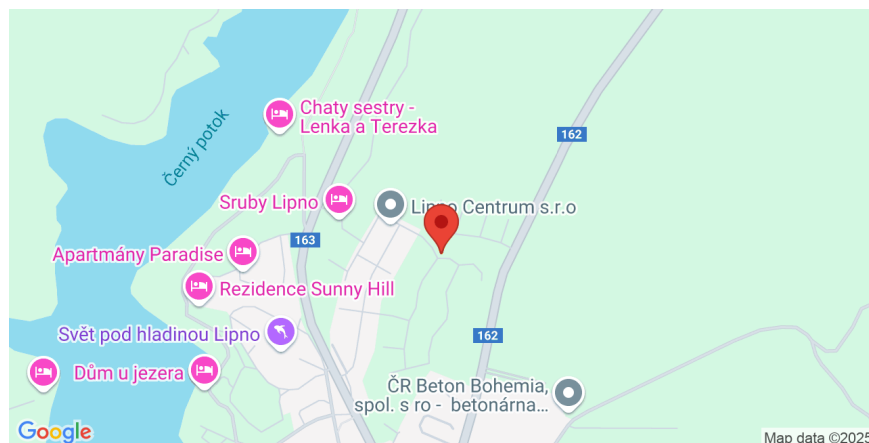 Chaty sestry -
Lenka a Terezka
Černý potok
162
Sruby Lipno
Lipno Centrum s.r.o
163
Apartmány Paradise
Rezidence Sunny Hill
Svět pod hladinou Lipno
162
Dům u jezera
ČR Beton Bohemia,
spol. s ro - betonárna...
Google
Map data ©2025